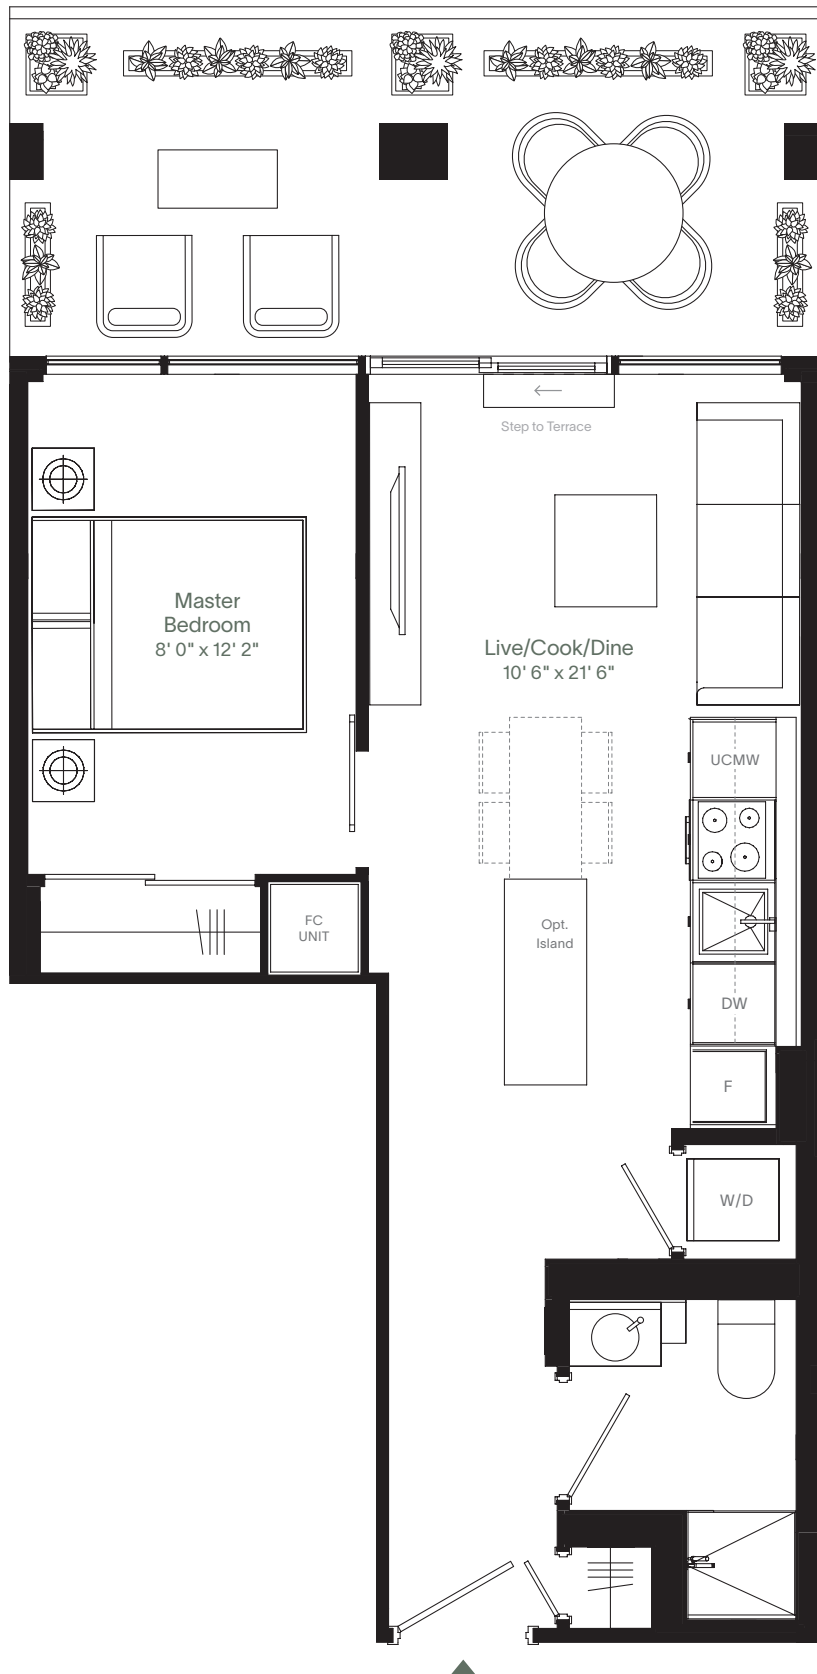 Step to Terrace
Master
Bedroom
8' 0" x 12' 2"
Live/Cook/Dine
10' 6" x 21' 6"
UCMW
FC
UNIT
Opt.
Island
DW
F
W/D